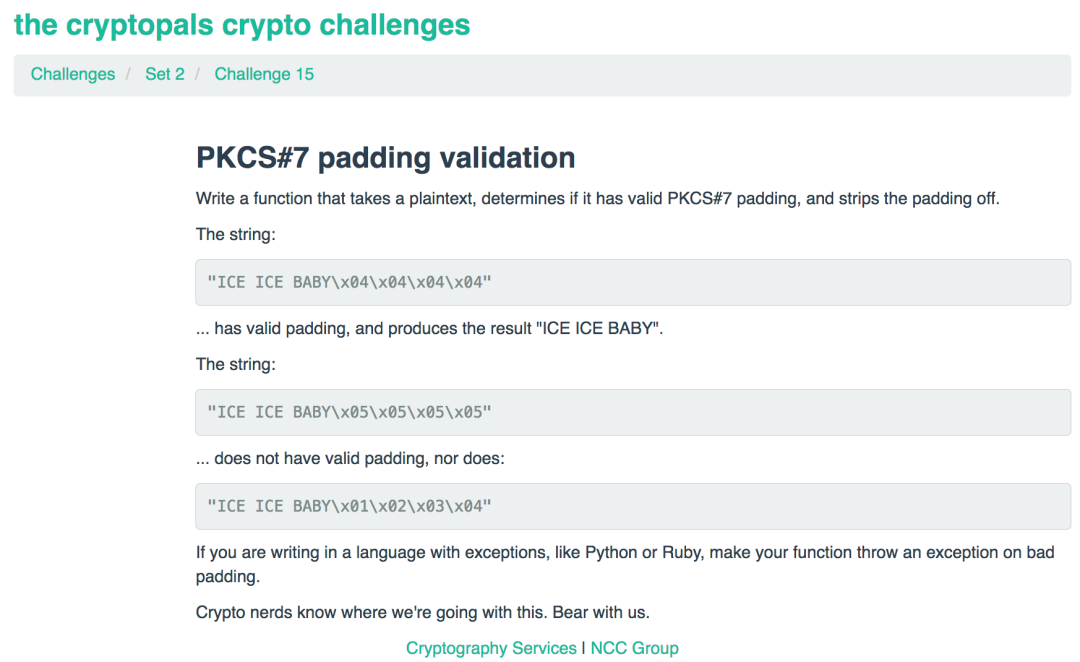 the cryptopals crypto challenges
Challenges / Set 2 / Challenge 15
PKCS#7 padding validation
Write a function that takes a plaintext, determines if it has valid PKCS#7 padding, and strips the padding off.
The string:
"ICE ICE BABY\x04\x04\x04\x04"
... has valid padding, and produces the result "ICE ICE BABY".
The string:
"ICE ICE BABY\x05\x05\x05\x05"
... does not have valid padding, nor does:
"ICE ICE BABY\x01\x02\x03\x04"
If you are writing in a language with exceptions, like Python or Ruby, make your function throw an exception on bad
padding.
Crypto nerds know where we're going with this. Bear with us.
Cryptography Services | NCC Group